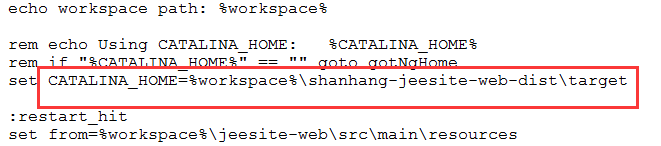 echo workspace path: %workspace%
rem echo Using CATALINA_HOME:   %CATALINA_HOME%
rem if "%CATALINA_HOME%" == "" goto gotNgHome
set CATALINA_HOME=%workspace%\shanhang-jeesite-web-dist\target
:restart_hit
set from=%workspace%\jeesite-web\src\main\resources